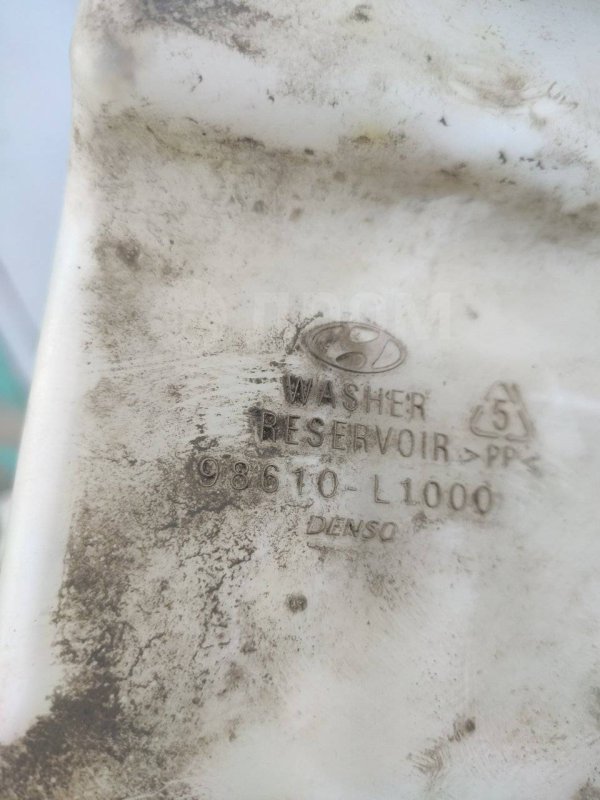 WASHER
RESERVOIR
5
>PP<
98610-L1000
DENSO